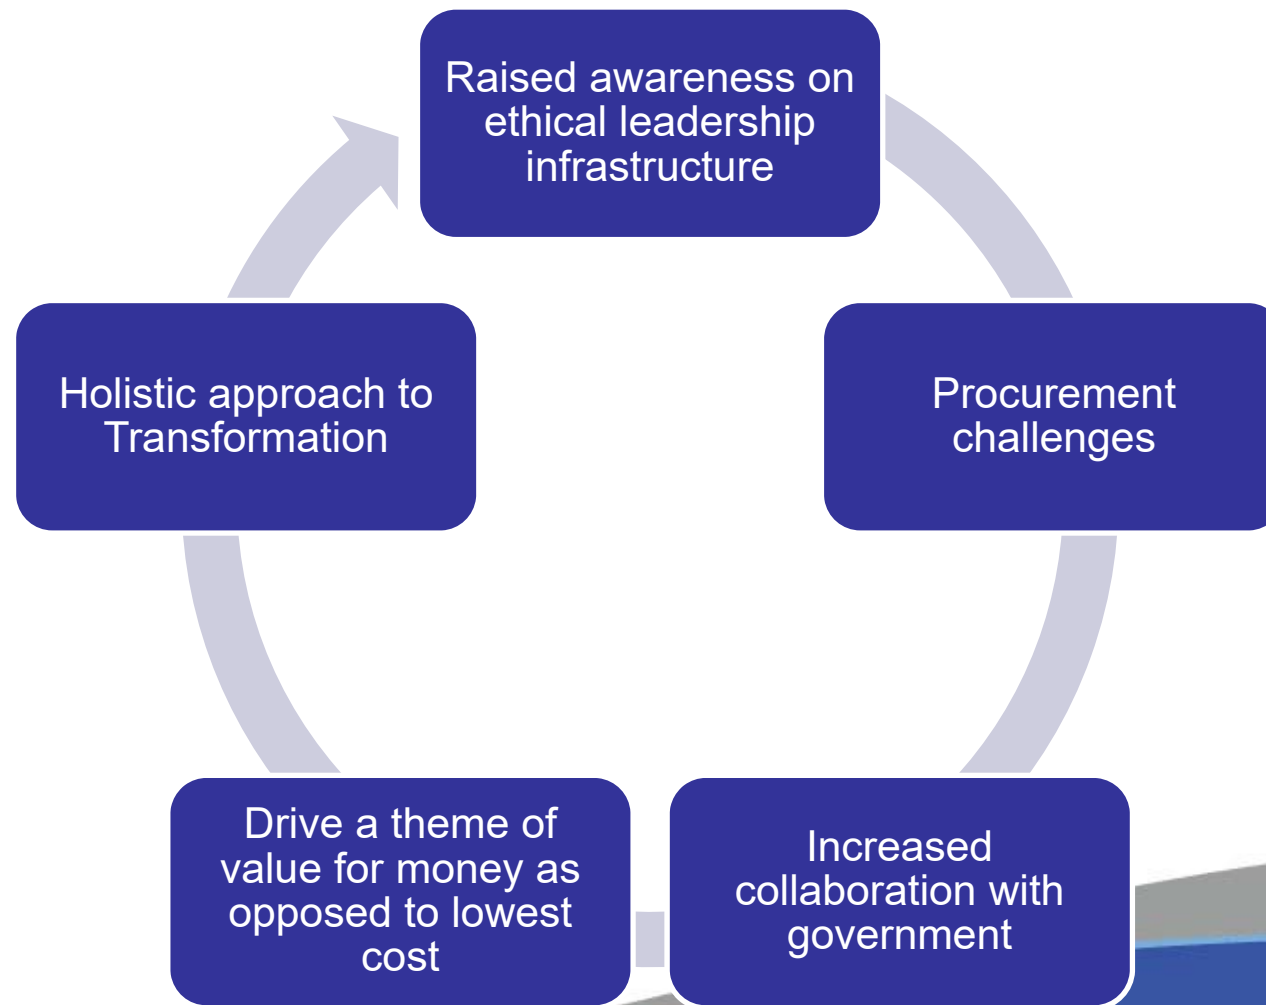 Raised awareness on
ethical leadership
infrastructure
Procurement
challenges
Increased
collaboration with
government
Drive a theme of
value for money as
opposed to lowest
cost
Holistic approach to
Transformation